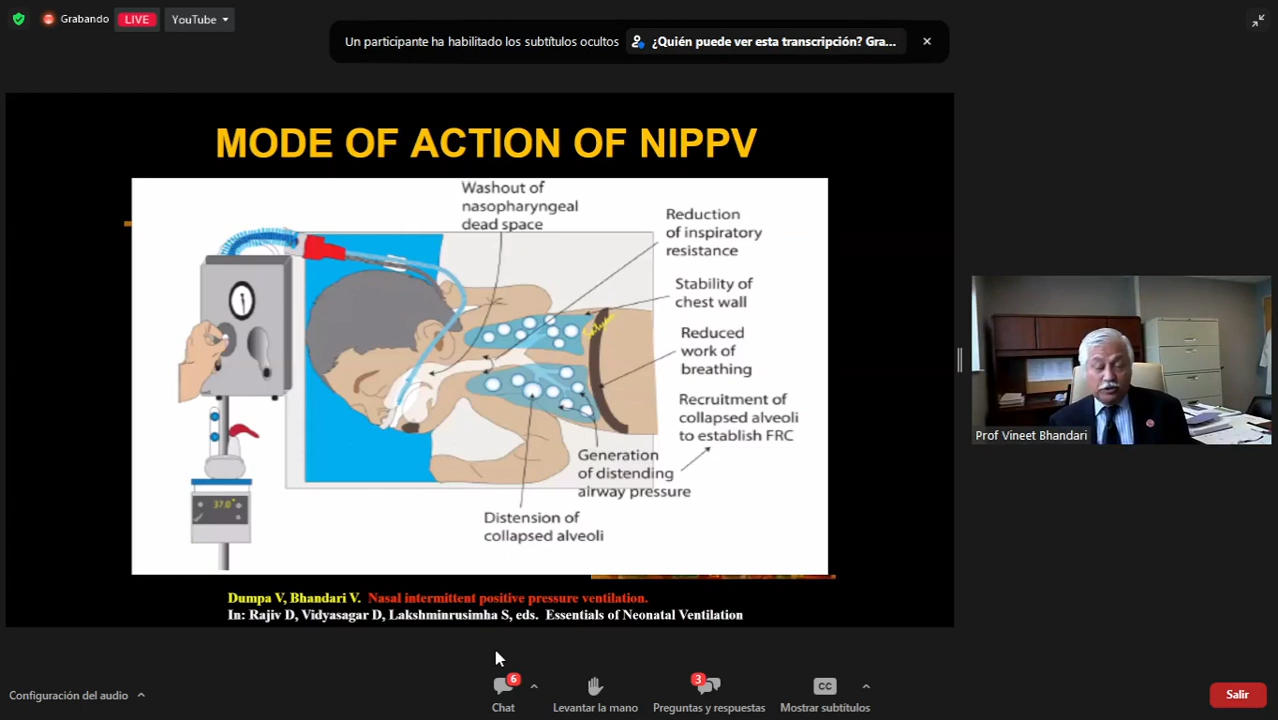 Grabando
LIVE
YouTube
Un participante ha habilitado los subtítulos ocultos
¿Quién puede ver esta transcripción? Gra...
MODE OF ACTION OF NIPPV
Washout of
nasopharyngeal
dead space
Reduction
of inspiratory
resistance
Stability of
chest wall
Reduced
work of
breathing
Recruitment of
collapsed alveoli
to establish FRC
Generation
of distending
airway pressure
Distension of
collapsed alveoli
37.0°
Dumpa V, Bhandari V. Nasal intermittent positive pressure ventilation.
In: Rajiv D, Vidyasagar D, Lakshminrusimha S, eds. Essentials of Neonatal Ventilation
Prof Vineet Bhandari
Configuración del audio
6
Chat
Levantar la mano
3
Preguntas y respuestas
CC
Mostrar subtítulos
Salir